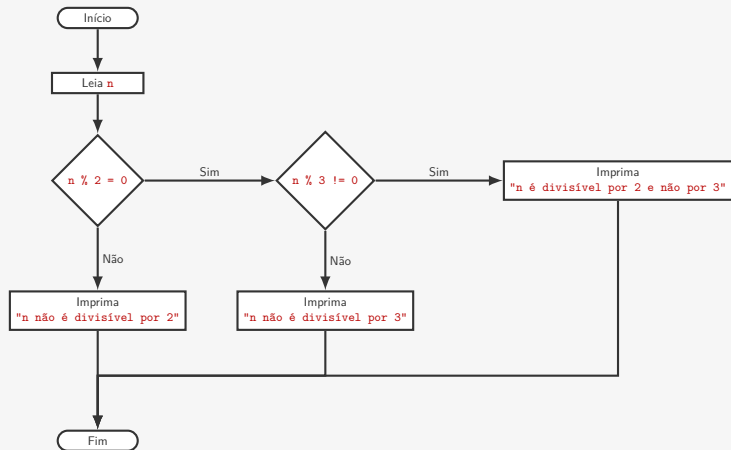 Início
Leia n
n % 2 = 0
Sim
n % 3 != 0
Sim
Imprima
"n é divisível por 2 e não por 3"
Não
Não
Imprima
"n não é divisível por 2"
Imprima
"n não é divisível por 3"
Fim